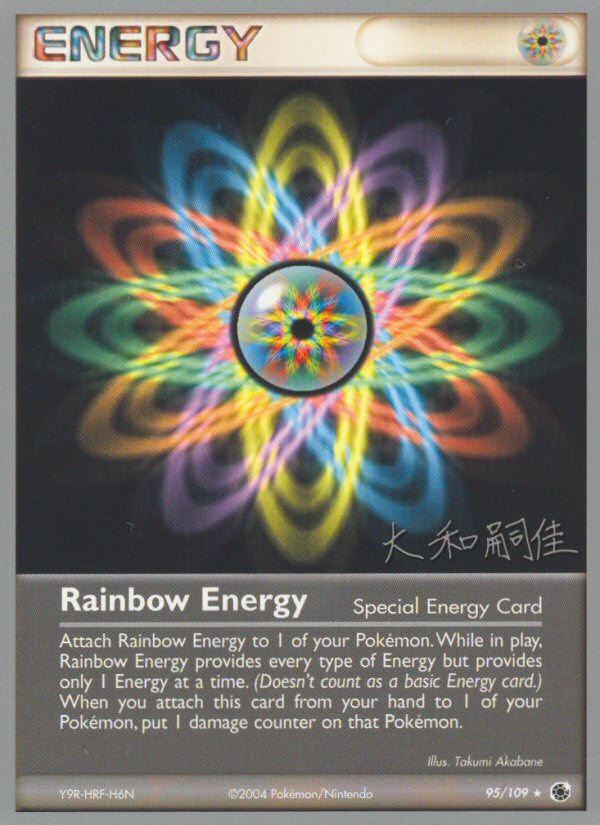 ENERGY
大和嗣佳
Rainbow Energy Special Energy Card
Attach Rainbow Energy to 1 of your Pokémon. While in play,
Rainbow Energy provides every type of Energy but provides
only 1 Energy at a time. (Doesn't count as a basic Energy card.)
When you attach this card from your hand to 1 of your
Pokémon, put 1 damage counter on that Pokémon.
Illus. Takumi Akabane
Y9R-HRF-H6N ©2004 Pokémon/Nintendo 95/109 ★